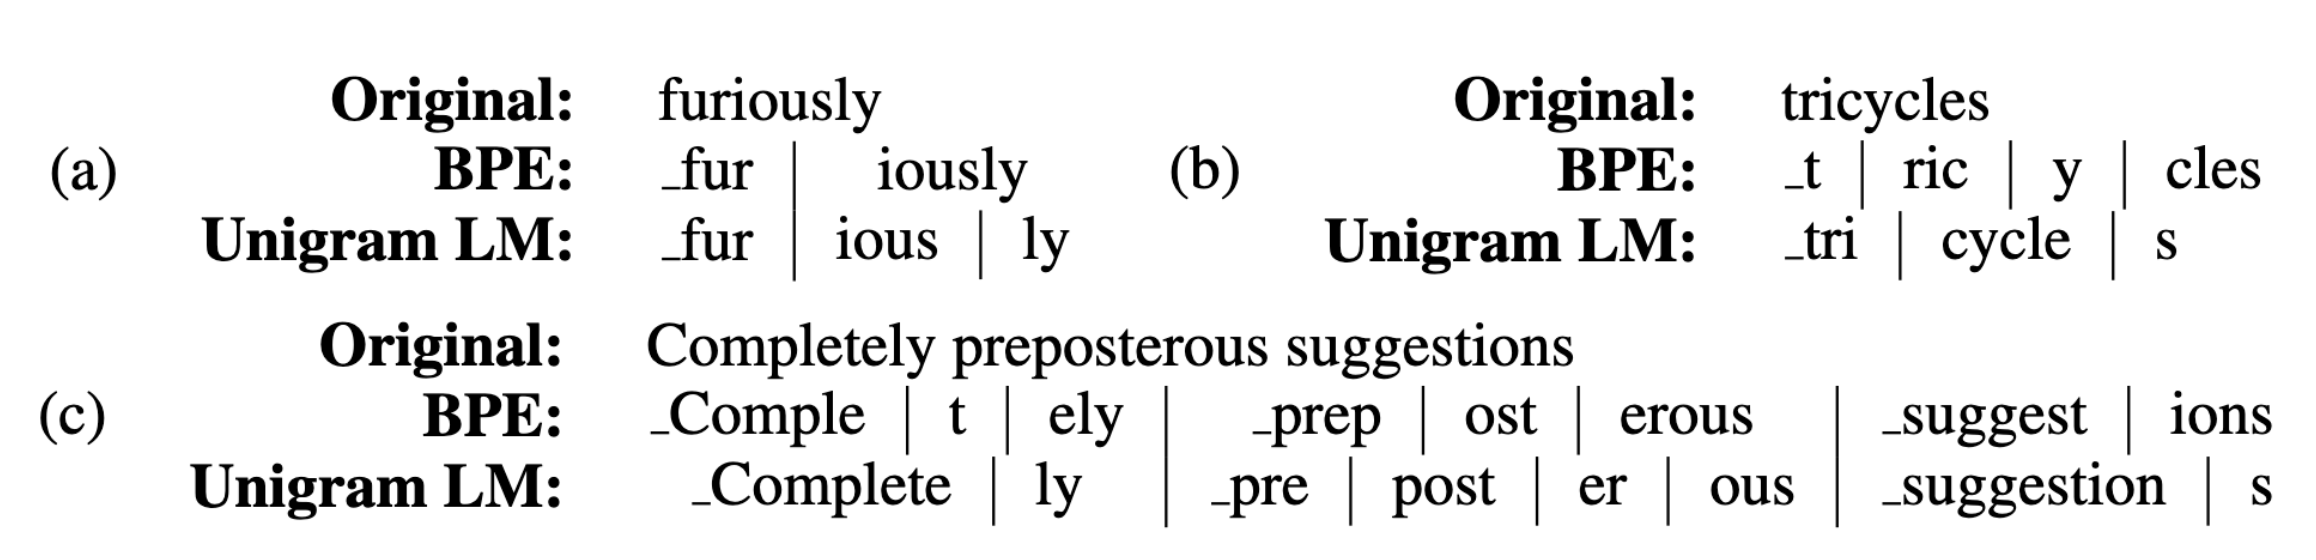 Original: furiously
(a) BPE: _fur | iously
Unigram LM: _fur | ious | ly
Original: tricycles
(b) BPE: _t | ric | y | cles
Unigram LM: _tri | cycle | s
Original: Completely preposterous suggestions
(c) BPE: _Comple | t | ely | _prep | ost | erous | _suggest | ions
Unigram LM: _Complete | ly | _pre | post | er | ous | _suggestion | s